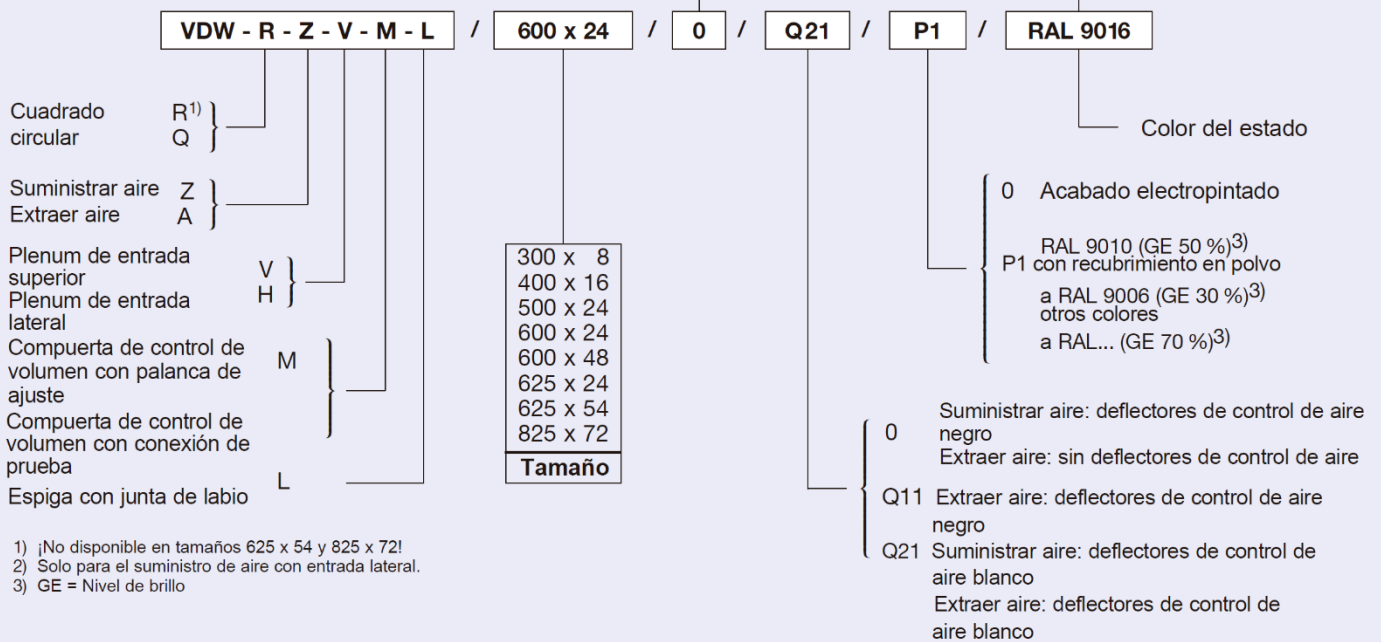 VDW - R - Z - V - M - L / 600 x 24 / 0 / Q21 / P1 / RAL 9016
Cuadrado R1)
circular Q
Suministrar aire Z
Extraer aire A
Plenum de entrada
superior V
Plenum de entrada H
lateral
Compuerta de control de
volumen con palanca de M
ajuste
Compuerta de control de
volumen con conexión de
prueba
Espiga con junta de labio L
300 x 8
400 x 16
500 x 24
600 x 24
600 x 48
625 x 24
625 x 54
825 x 72
Tamaño
Color del estado
0 Acabado electropintado
RAL 9010 (GE 50 %)3)
P1 con recubrimiento en polvo
a RAL 9006 (GE 30 %)3)
otros colores
a RAL... (GE 70 %)3)
Suministrar aire: deflectores de control de aire
0 negro
Extraer aire: sin deflectores de control de aire
Q11 Extraer aire: deflectores de control de aire
negro
Q21 Suministrar aire: deflectores de control de
aire blanco
Extraer aire: deflectores de control de
aire blanco
1) ¡No disponible en tamaños 625 x 54 y 825 x 72!
2) Solo para el suministro de aire con entrada lateral.
3) GE = Nivel de brillo